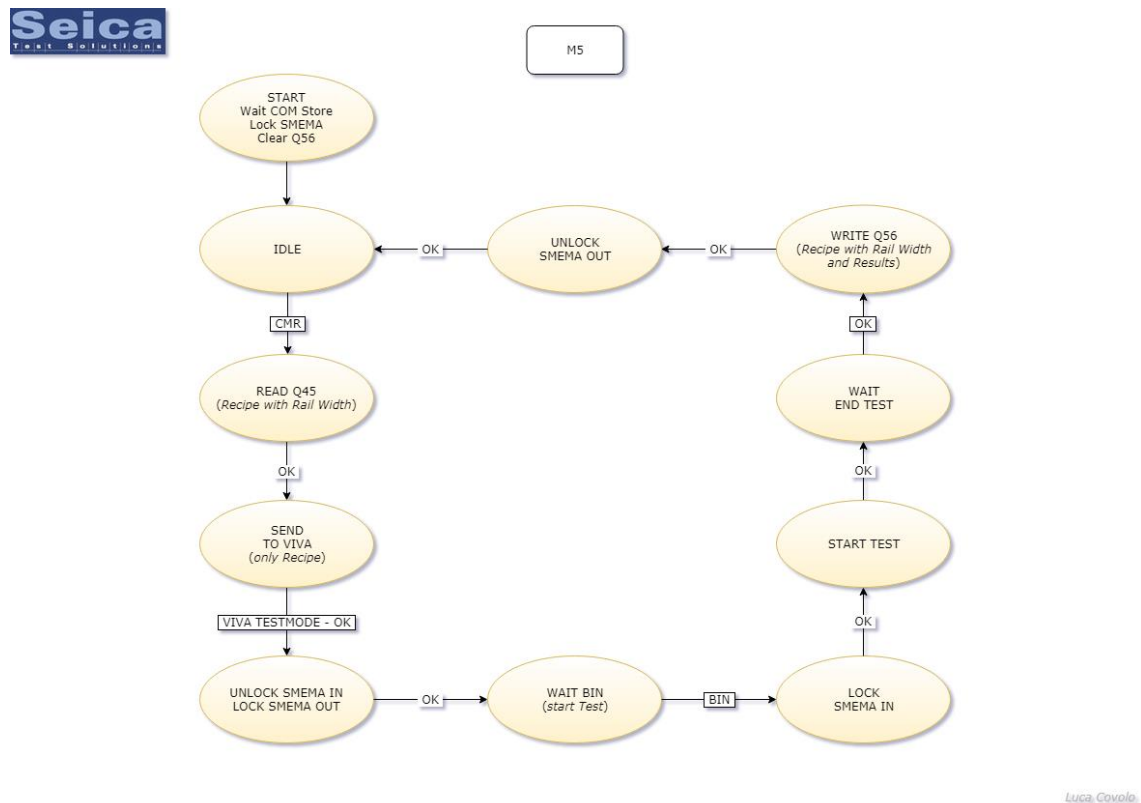 Seica
Test Solutions
M5
START
Wait COM Store
Lock SMEMA
Clear Q56
IDLE
OK
UNLOCK
SMEMA OUT
OK
WRITE Q56
(Recipe with Rail Width
and Results)
CMR
OK
READ Q45
(Recipe with Rail Width)
WAIT
END TEST
OK
OK
SEND
TO VIVA
(only Recipe)
START TEST
VIVA TESTMODE - OK
OK
UNLOCK SMEMA IN
LOCK SMEMA OUT
OK
WAIT BIN
(start Test)
BIN
LOCK
SMEMA IN
Luca Covolo